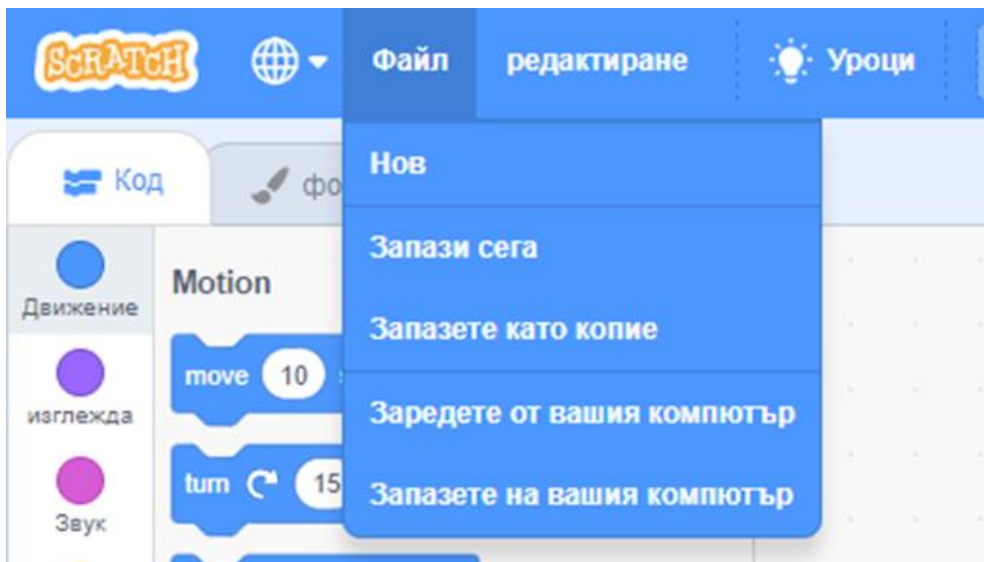 SCRATCH
Файл
редактиране
Уроци
Код
фо
Нов
Запази сега
Запазете като копие
Заредете от вашия компютър
Запазете на вашия компютър
Движение
изглежда
Звук
Motion
move 10
turn 15